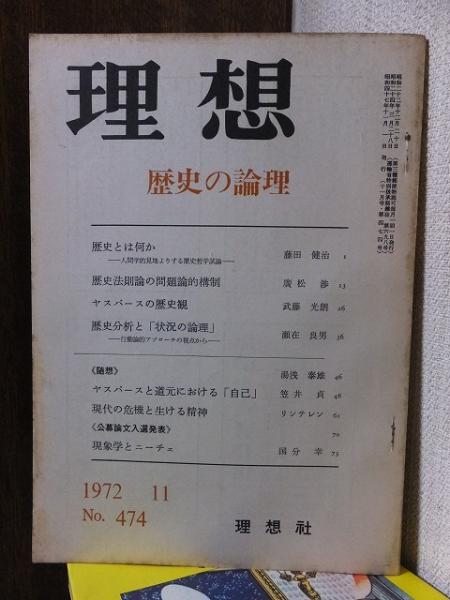 理想
歴史の論理
歴史とは何か 藤田 健治 1
——人間学的見地よりする歴史哲学試論——
歴史法則論の問題論的構制 廣松 渉 13
ヤスパースの歴史観 武藤 光朗 26
歴史分析と「状況の論理」 瀬在 良男 36
——行動論的アプローチの視点から——
《随想》 湯浅 泰雄 46
ヤスパースと道元における「自己」 笠井 貞 48
現代の危機と生ける精神 リンテレン 61
《公募論文入選発表》 70
現象学とニーチェ 国分 幸 73
1972 11
No. 474
理想社